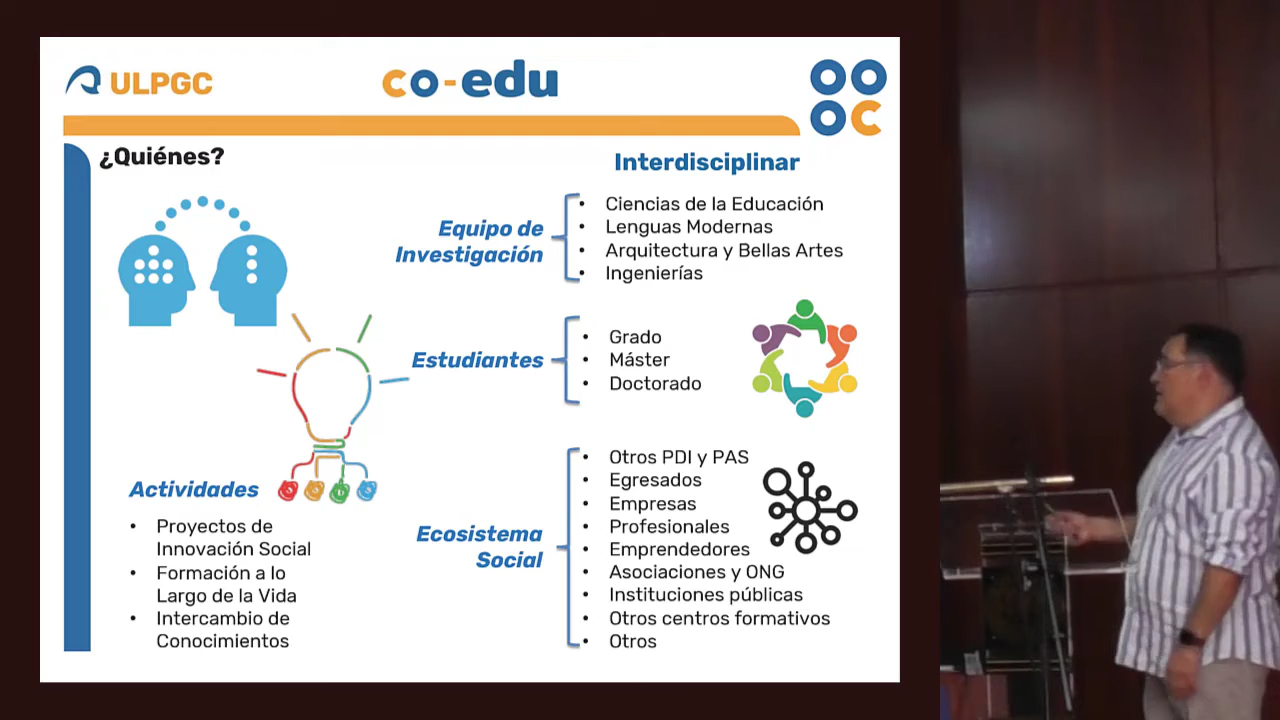 ULPGC
co-edu
¿Quiénes?
Interdisciplinar
Equipo de
Investigación
• Ciencias de la Educación
• Lenguas Modernas
• Arquitectura y Bellas Artes
• Ingenierías
Estudiantes
• Grado
• Máster
• Doctorado
Actividades
• Proyectos de
Innovación Social
• Formación a lo
Largo de la Vida
• Intercambio de
Conocimientos
Ecosistema
Social
• Otros PDI y PAS
• Egresados
• Empresas
• Profesionales
• Emprendedores
• Asociaciones y ONG
• Instituciones públicas
• Otros centros formativos
• Otros